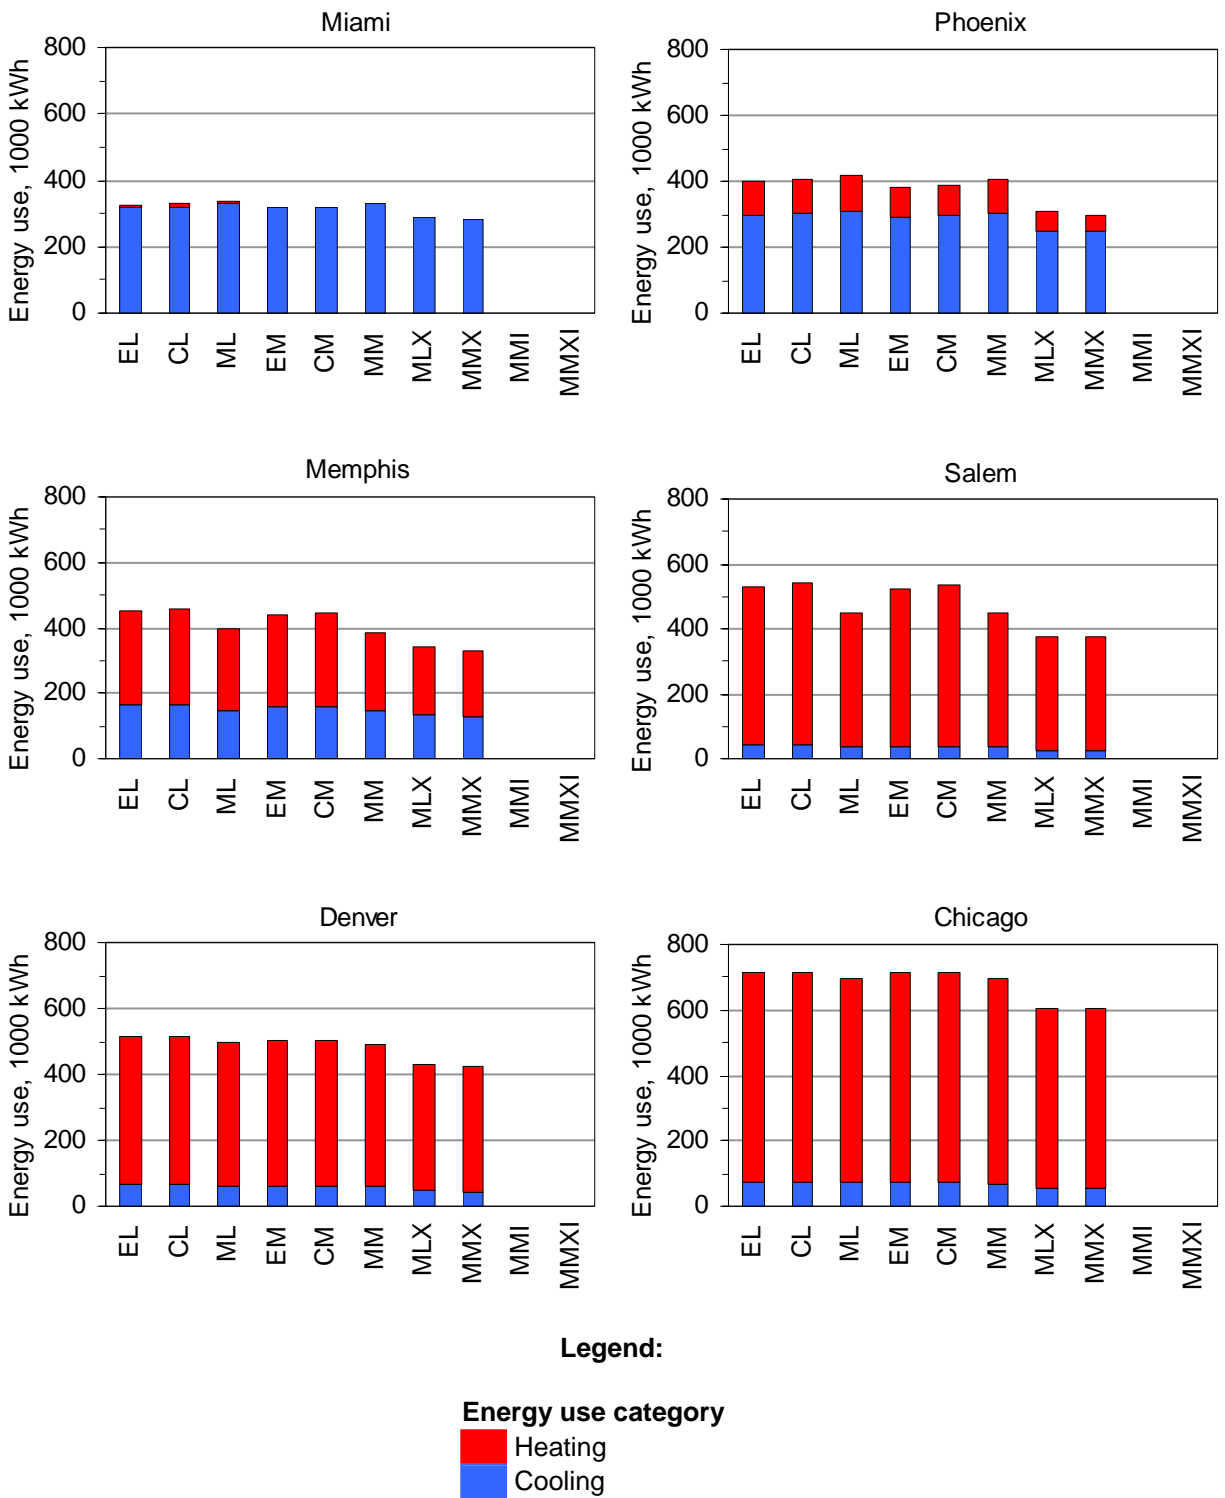 Miami
Energy use, 1000 kWh
800
600
400
200
0
EL
CL
ML
EM
CM
MM
MLX
MMX
MMI
MMXI
Phoenix
Energy use, 1000 kWh
800
600
400
200
0
EL
CL
ML
EM
CM
MM
MLX
MMX
MMI
MMXI
Memphis
Energy use, 1000 kWh
800
600
400
200
0
EL
CL
ML
EM
CM
MM
MLX
MMX
MMI
MMXI
Salem
Energy use, 1000 kWh
800
600
400
200
0
EL
CL
ML
EM
CM
MM
MLX
MMX
MMI
MMXI
Denver
Energy use, 1000 kWh
800
600
400
200
0
EL
CL
ML
EM
CM
MM
MLX
MMX
MMI
MMXI
Chicago
Energy use, 1000 kWh
800
600
400
200
0
EL
CL
ML
EM
CM
MM
MLX
MMX
MMI
MMXI
Legend:
Energy use category
Heating
Cooling